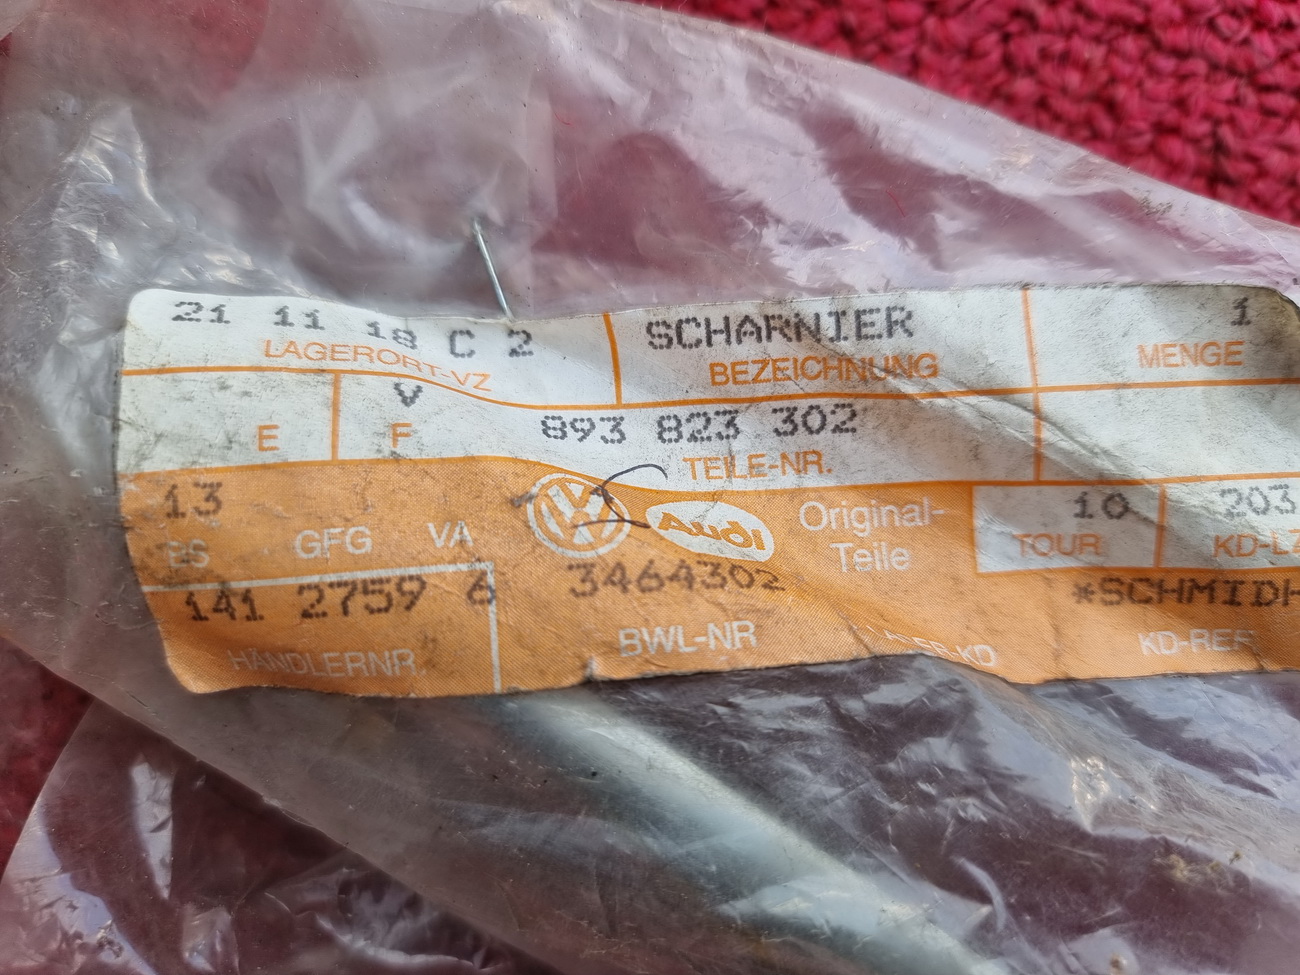 21 11 18 C 2 SCHARNIER 1
LAGERORT-VZ BEZEICHNUNG MENGE
V 893 823 302
E F TEILE-NR.
13 10 203
BS GFG VA VW Audi Original- TOUR KD-LZ
Teile
141 2759 6 3464302 *SCHMIDH
HÄNDLERNR. BWL-NR KD-REF